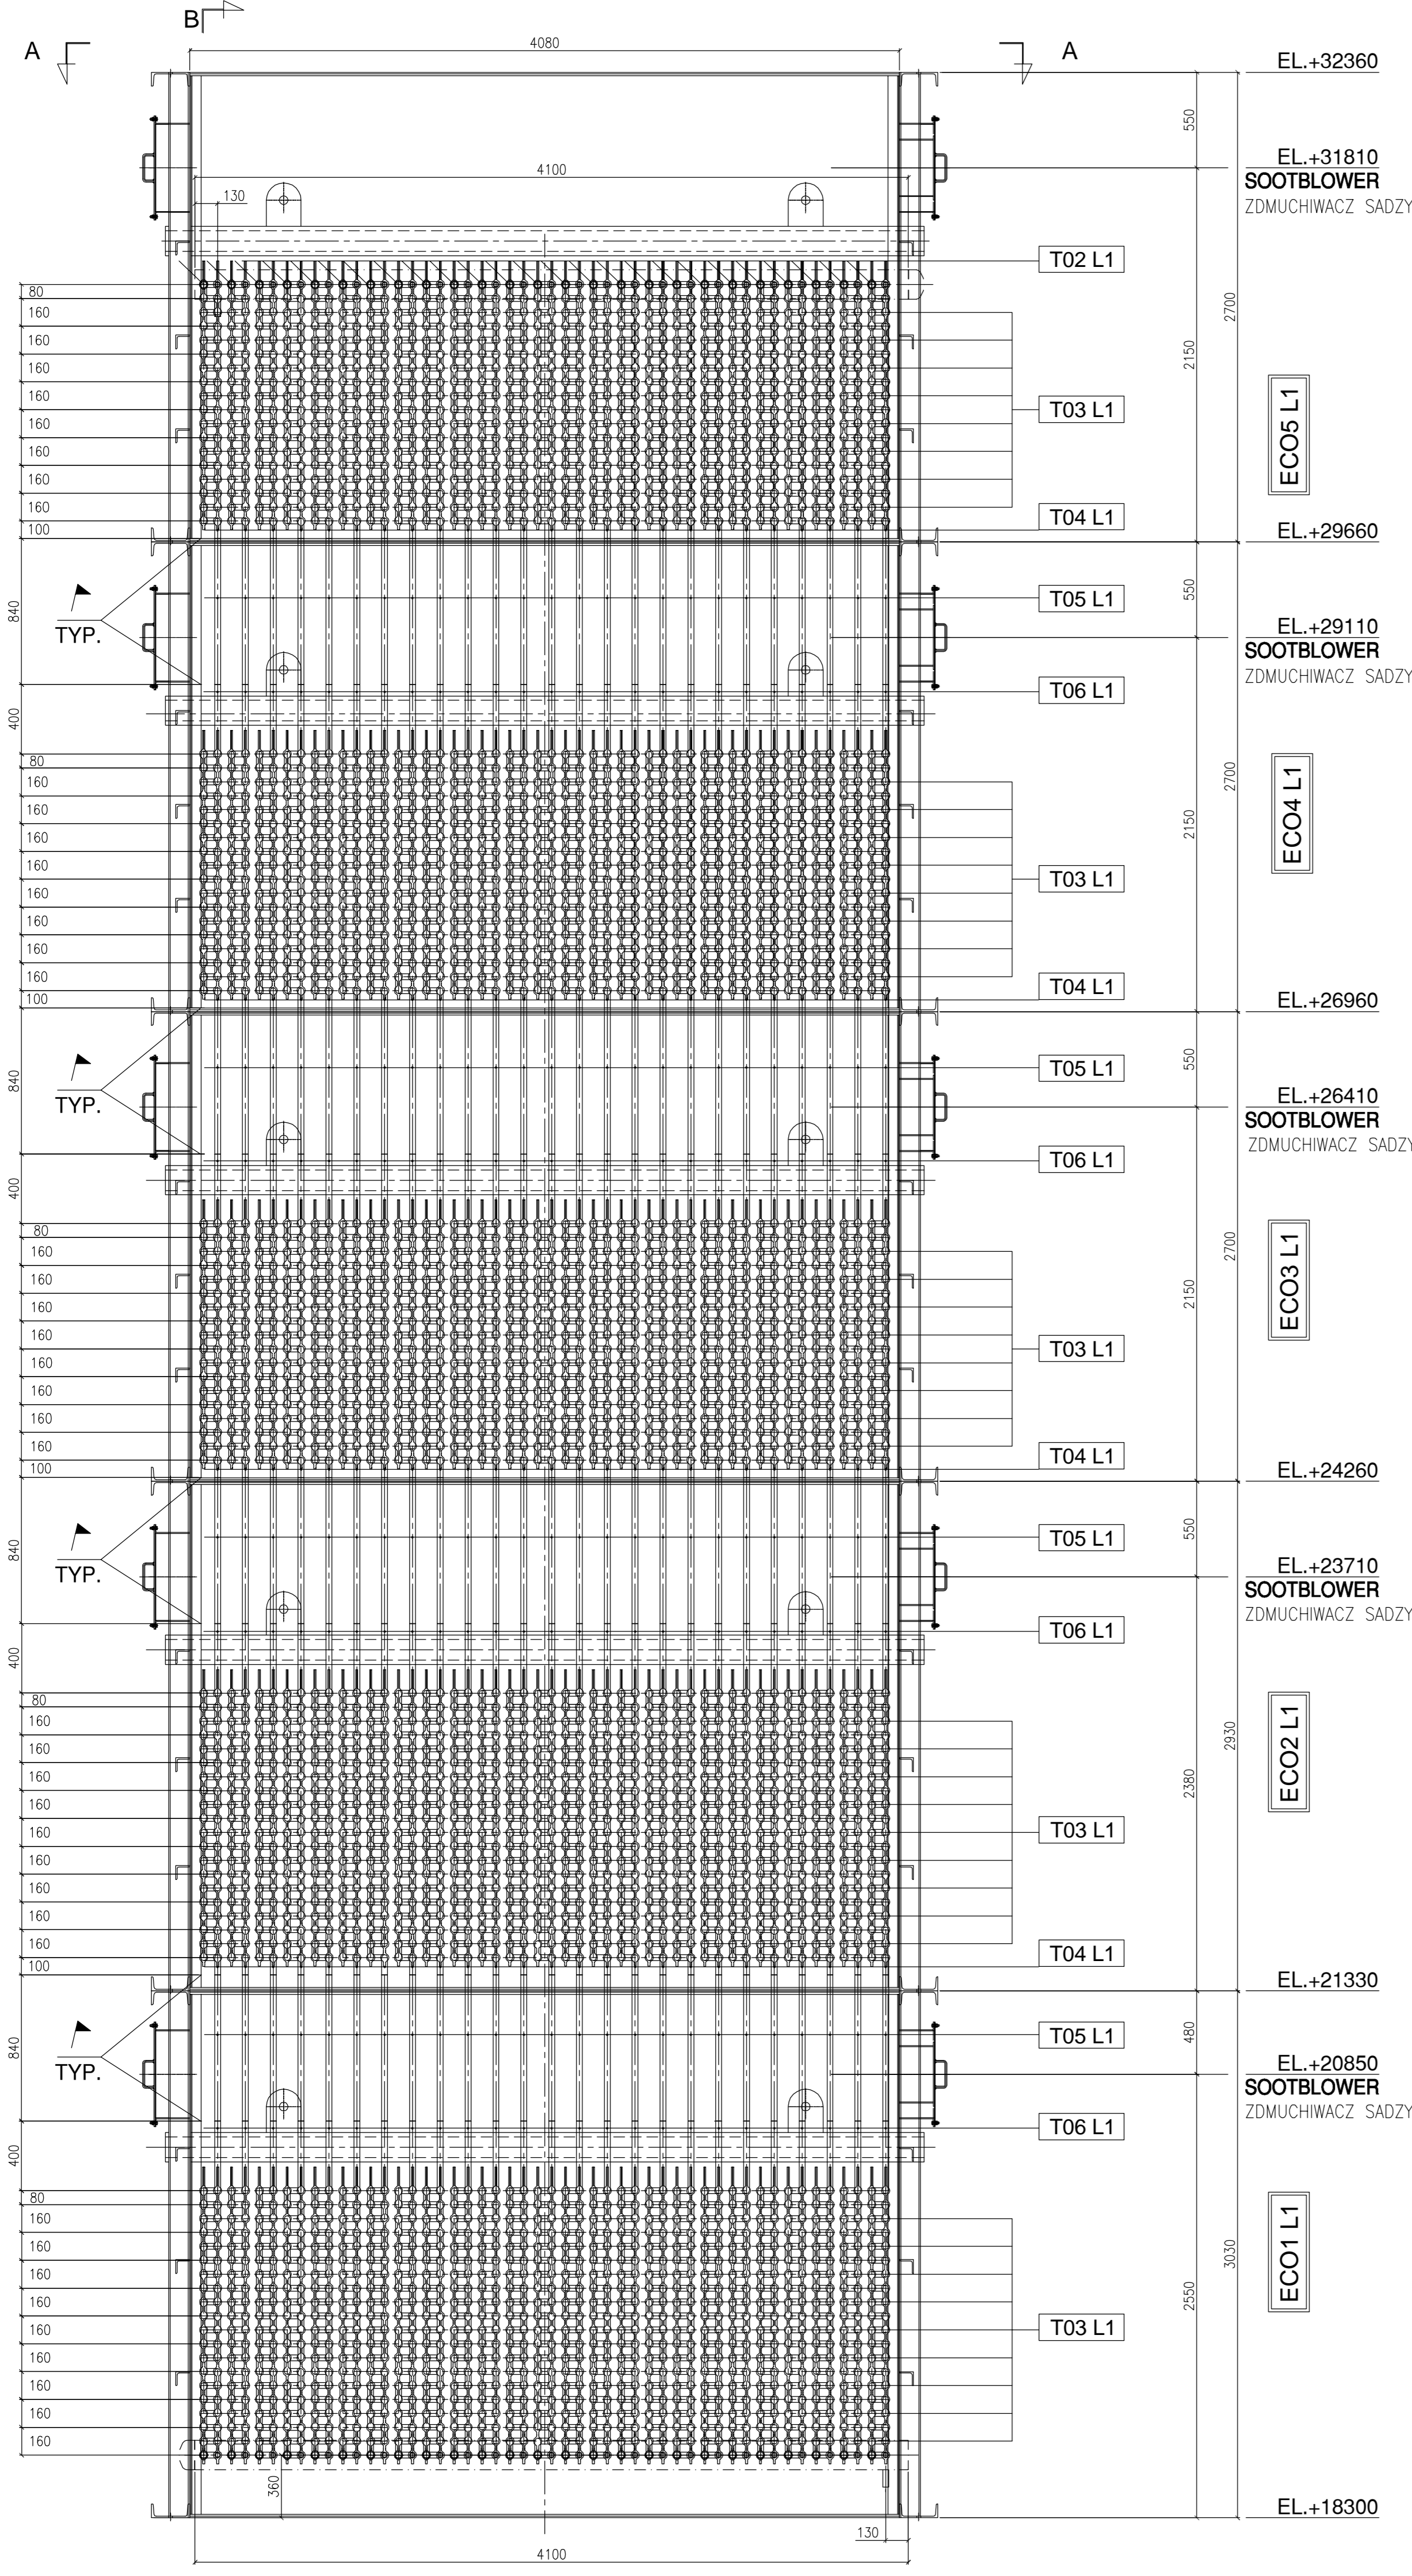 B
A
4080
A
EL.+32360
550
EL.+31810
SOOTBLOWER
ZDMUCHIWACZ SADZY
4100
130
T02 L1
80
160
160
160
160
160
160
160
160
100
2150
2700
T03 L1
ECO5 L1
T04 L1
EL.+29660
840
TYP.
T05 L1
550
EL.+29110
SOOTBLOWER
ZDMUCHIWACZ SADZY
T06 L1
400
80
160
160
160
160
160
160
160
160
100
2150
2700
ECO4 L1
T03 L1
T04 L1
EL.+26960
840
TYP.
T05 L1
550
EL.+26410
SOOTBLOWER
ZDMUCHIWACZ SADZY
T06 L1
400
80
160
160
160
160
160
160
160
160
100
2150
2700
ECO3 L1
T03 L1
T04 L1
EL.+24260
840
TYP.
T05 L1
550
EL.+23710
SOOTBLOWER
ZDMUCHIWACZ SADZY
T06 L1
400
80
160
160
160
160
160
160
160
160
160
100
2380
2930
ECO2 L1
T03 L1
T04 L1
EL.+21330
840
TYP.
T05 L1
480
EL.+20850
SOOTBLOWER
ZDMUCHIWACZ SADZY
T06 L1
400
80
160
160
160
160
160
160
160
160
160
2550
3030
ECO1 L1
T03 L1
360
EL.+18300
130
4100